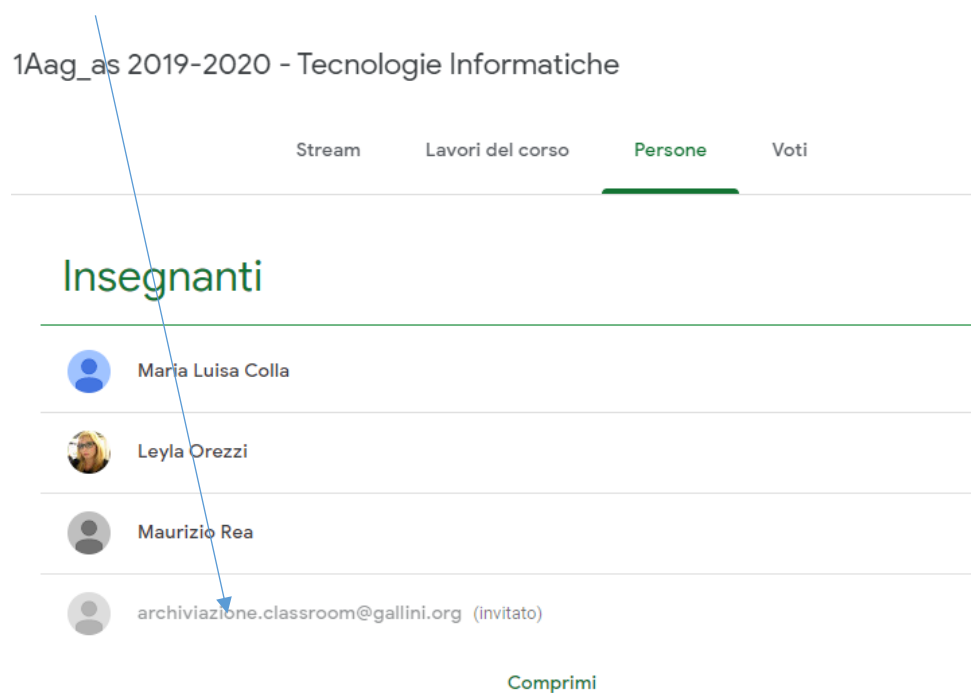 1Aag_as 2019-2020 - Tecnologie Informatiche
Stream Lavori del corso Persone Voti
Insegnanti
Maria Luisa Colla
Leyla Orezzi
Maurizio Rea
archiviazione.classroom@gallini.org (invitato)
Comprimi